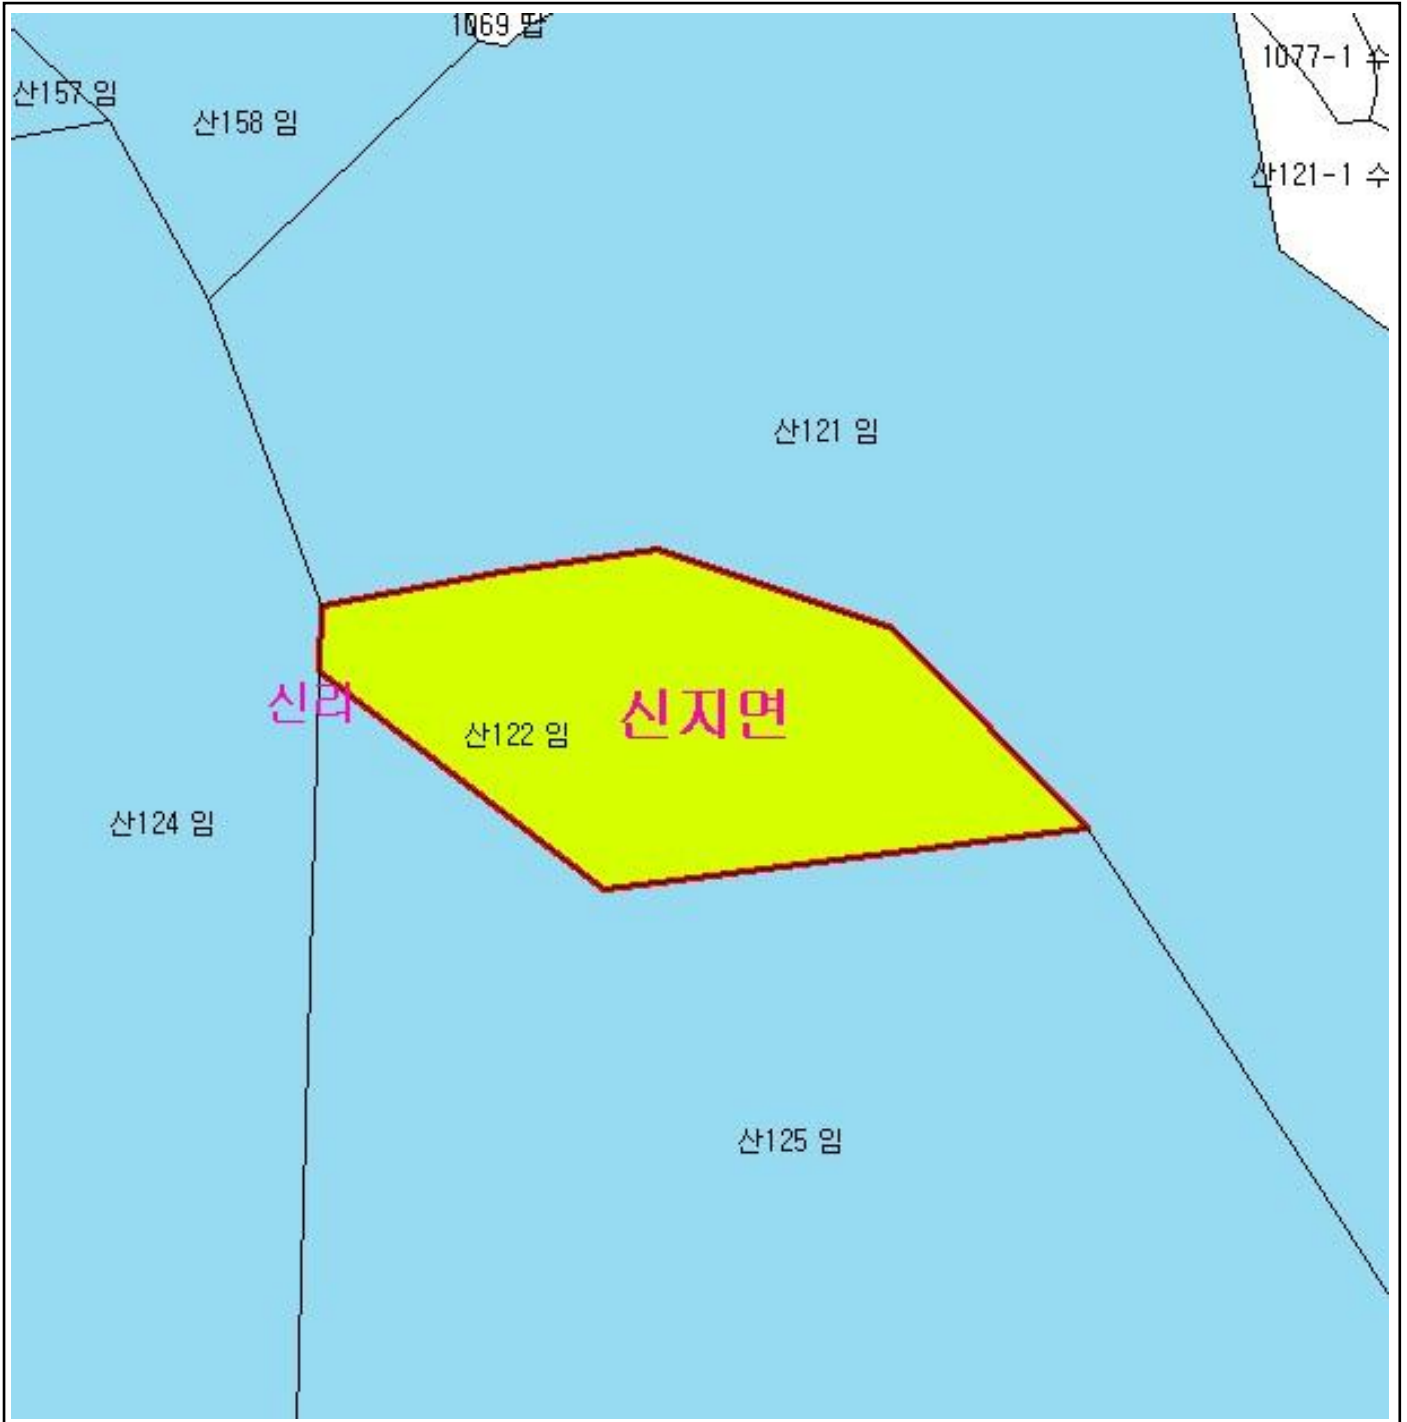 1069 답
1077-1 수
산157 임
산158 임
산121-1 수
산121 임
신리
신지면
산122 임
산124 임
산125 임